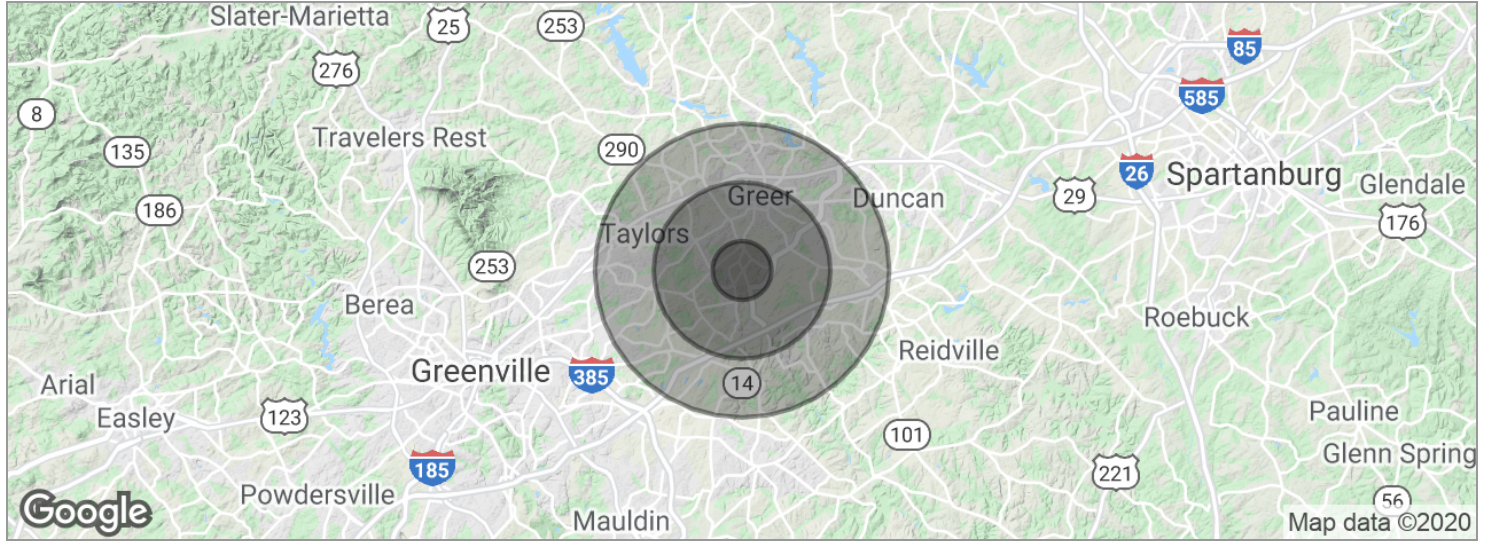 Slater-Marietta
25
253
85
276
585
8
Travelers Rest
135
290
26
Spartanburg
Glendale
29
186
Greer
Duncan
176
Taylors
253
Berea
Roebuck
Reidville
Greenville
385
14
Arial
Easley
123
Pauline
101
Glenn Spring
185
221
Powdersville
56
Google
Mauldin
Map data ©2020